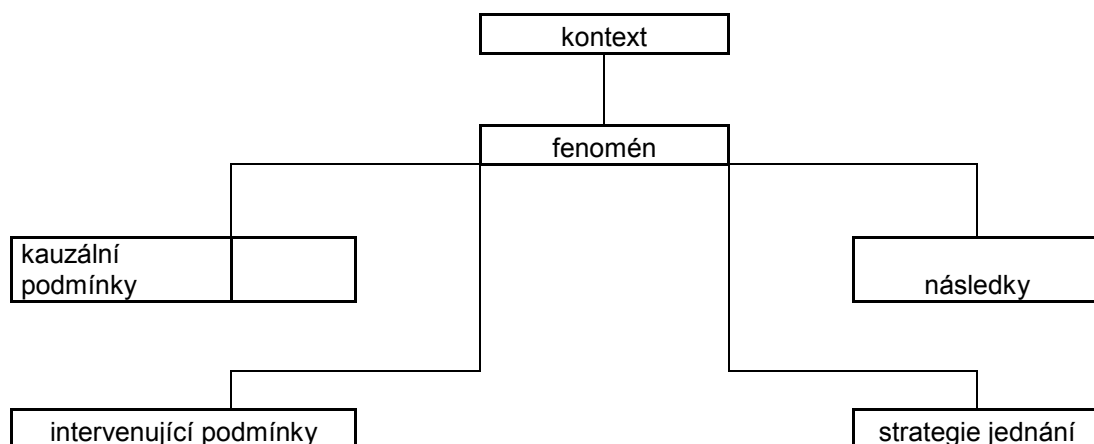 kontext
fenomén
kauzální
podmínky
následky
intervenující podmínky
strategie jednání